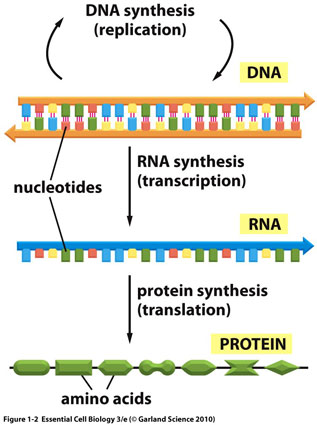 DNA synthesis
(replication)
DNA
RNA synthesis
(transcription)
nucleotides
RNA
protein synthesis
(translation)
PROTEIN
amino acids
Figure 1-2 Essential Cell Biology 3/e (© Garland Science 2010)